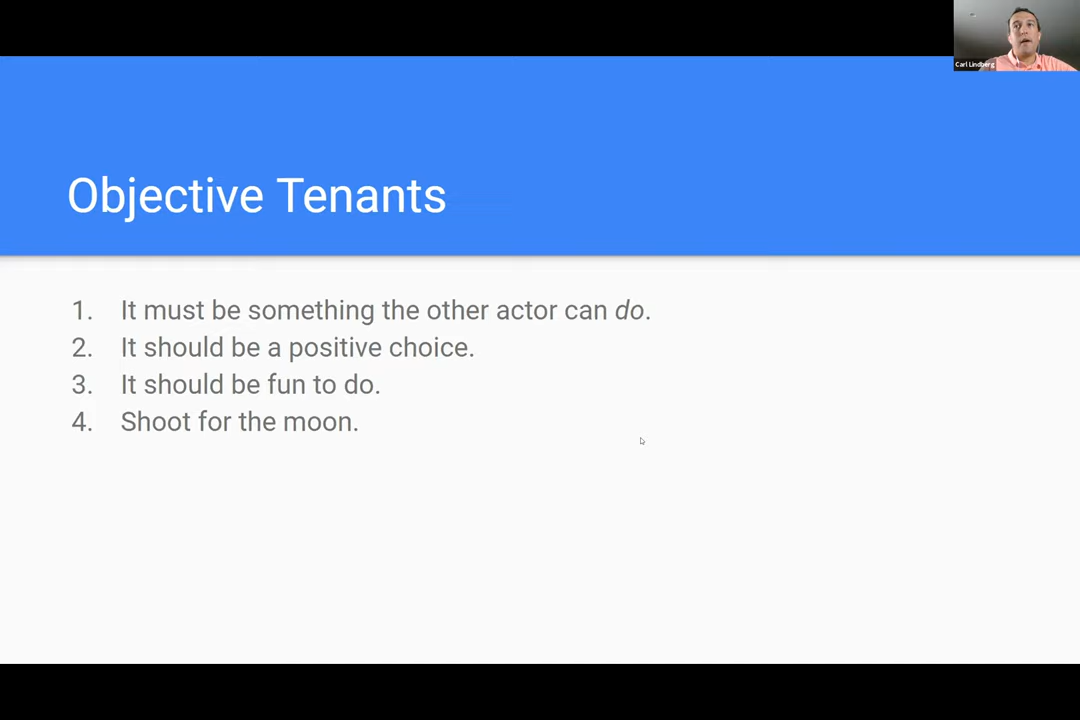 Carl Lindberg
Objective Tenants
1. It must be something the other actor can do.
2. It should be a positive choice.
3. It should be fun to do.
4. Shoot for the moon.